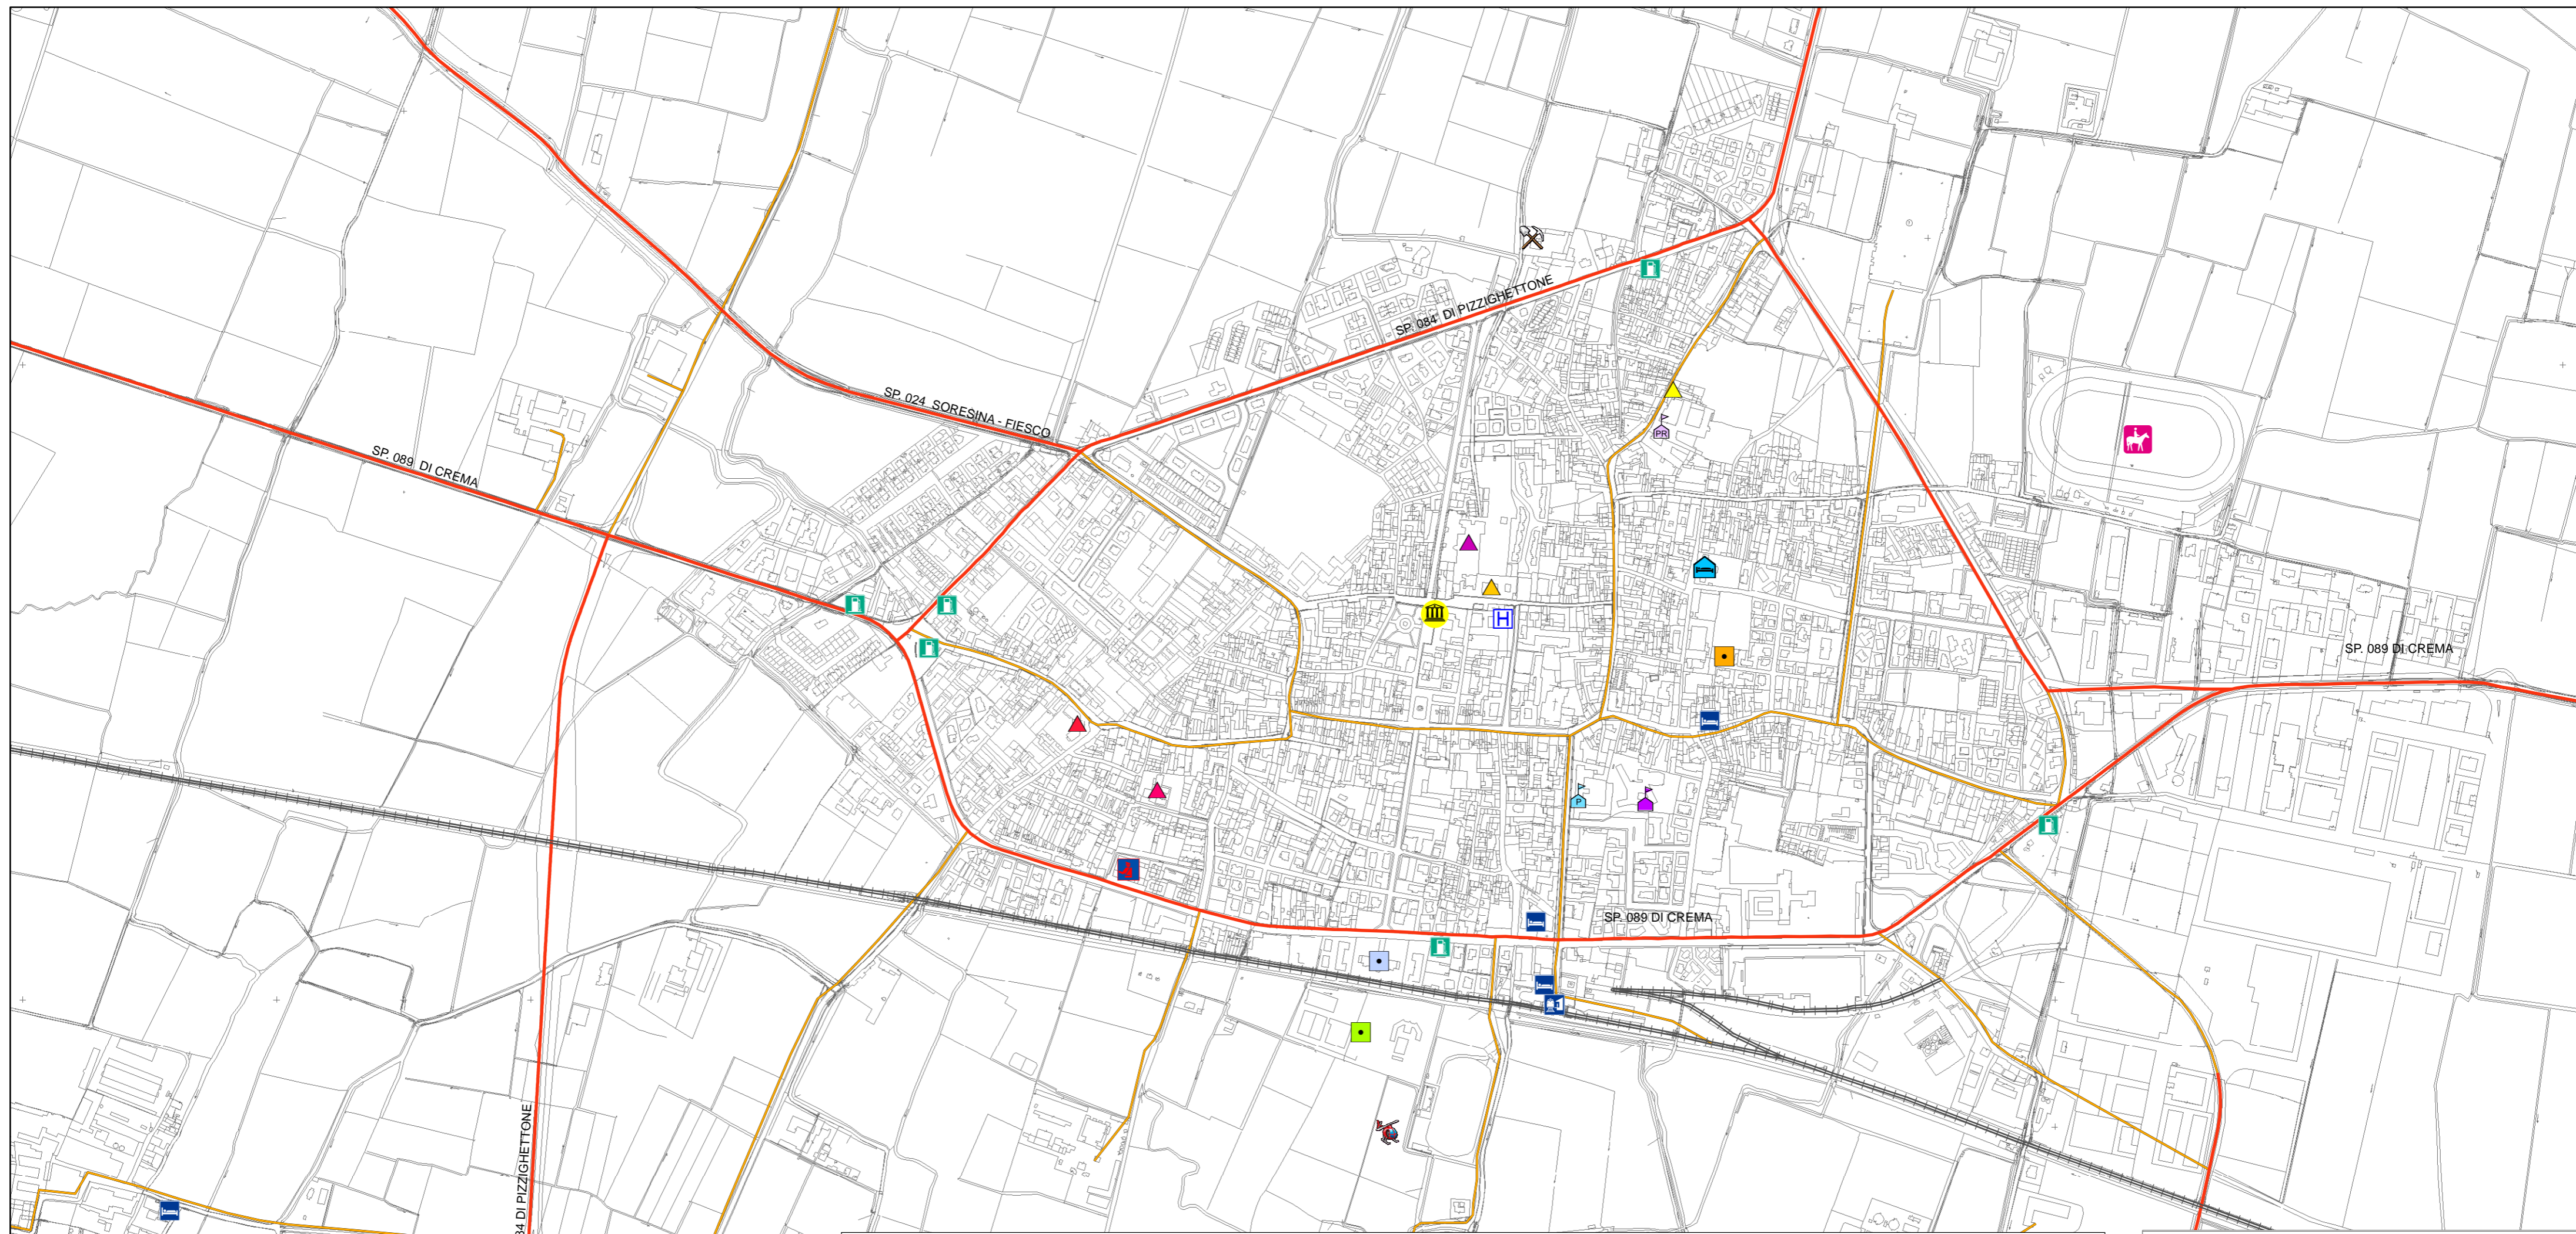 SP. 084 DI PIZZIGHETTONE
SP. 024 SORESINA - FIESCO
PR
SP. 089 DI CREMA
H
SP. 089 DI CREMA
P
SP. 089 DI CREMA
84 DI PIZZIGHETTONE